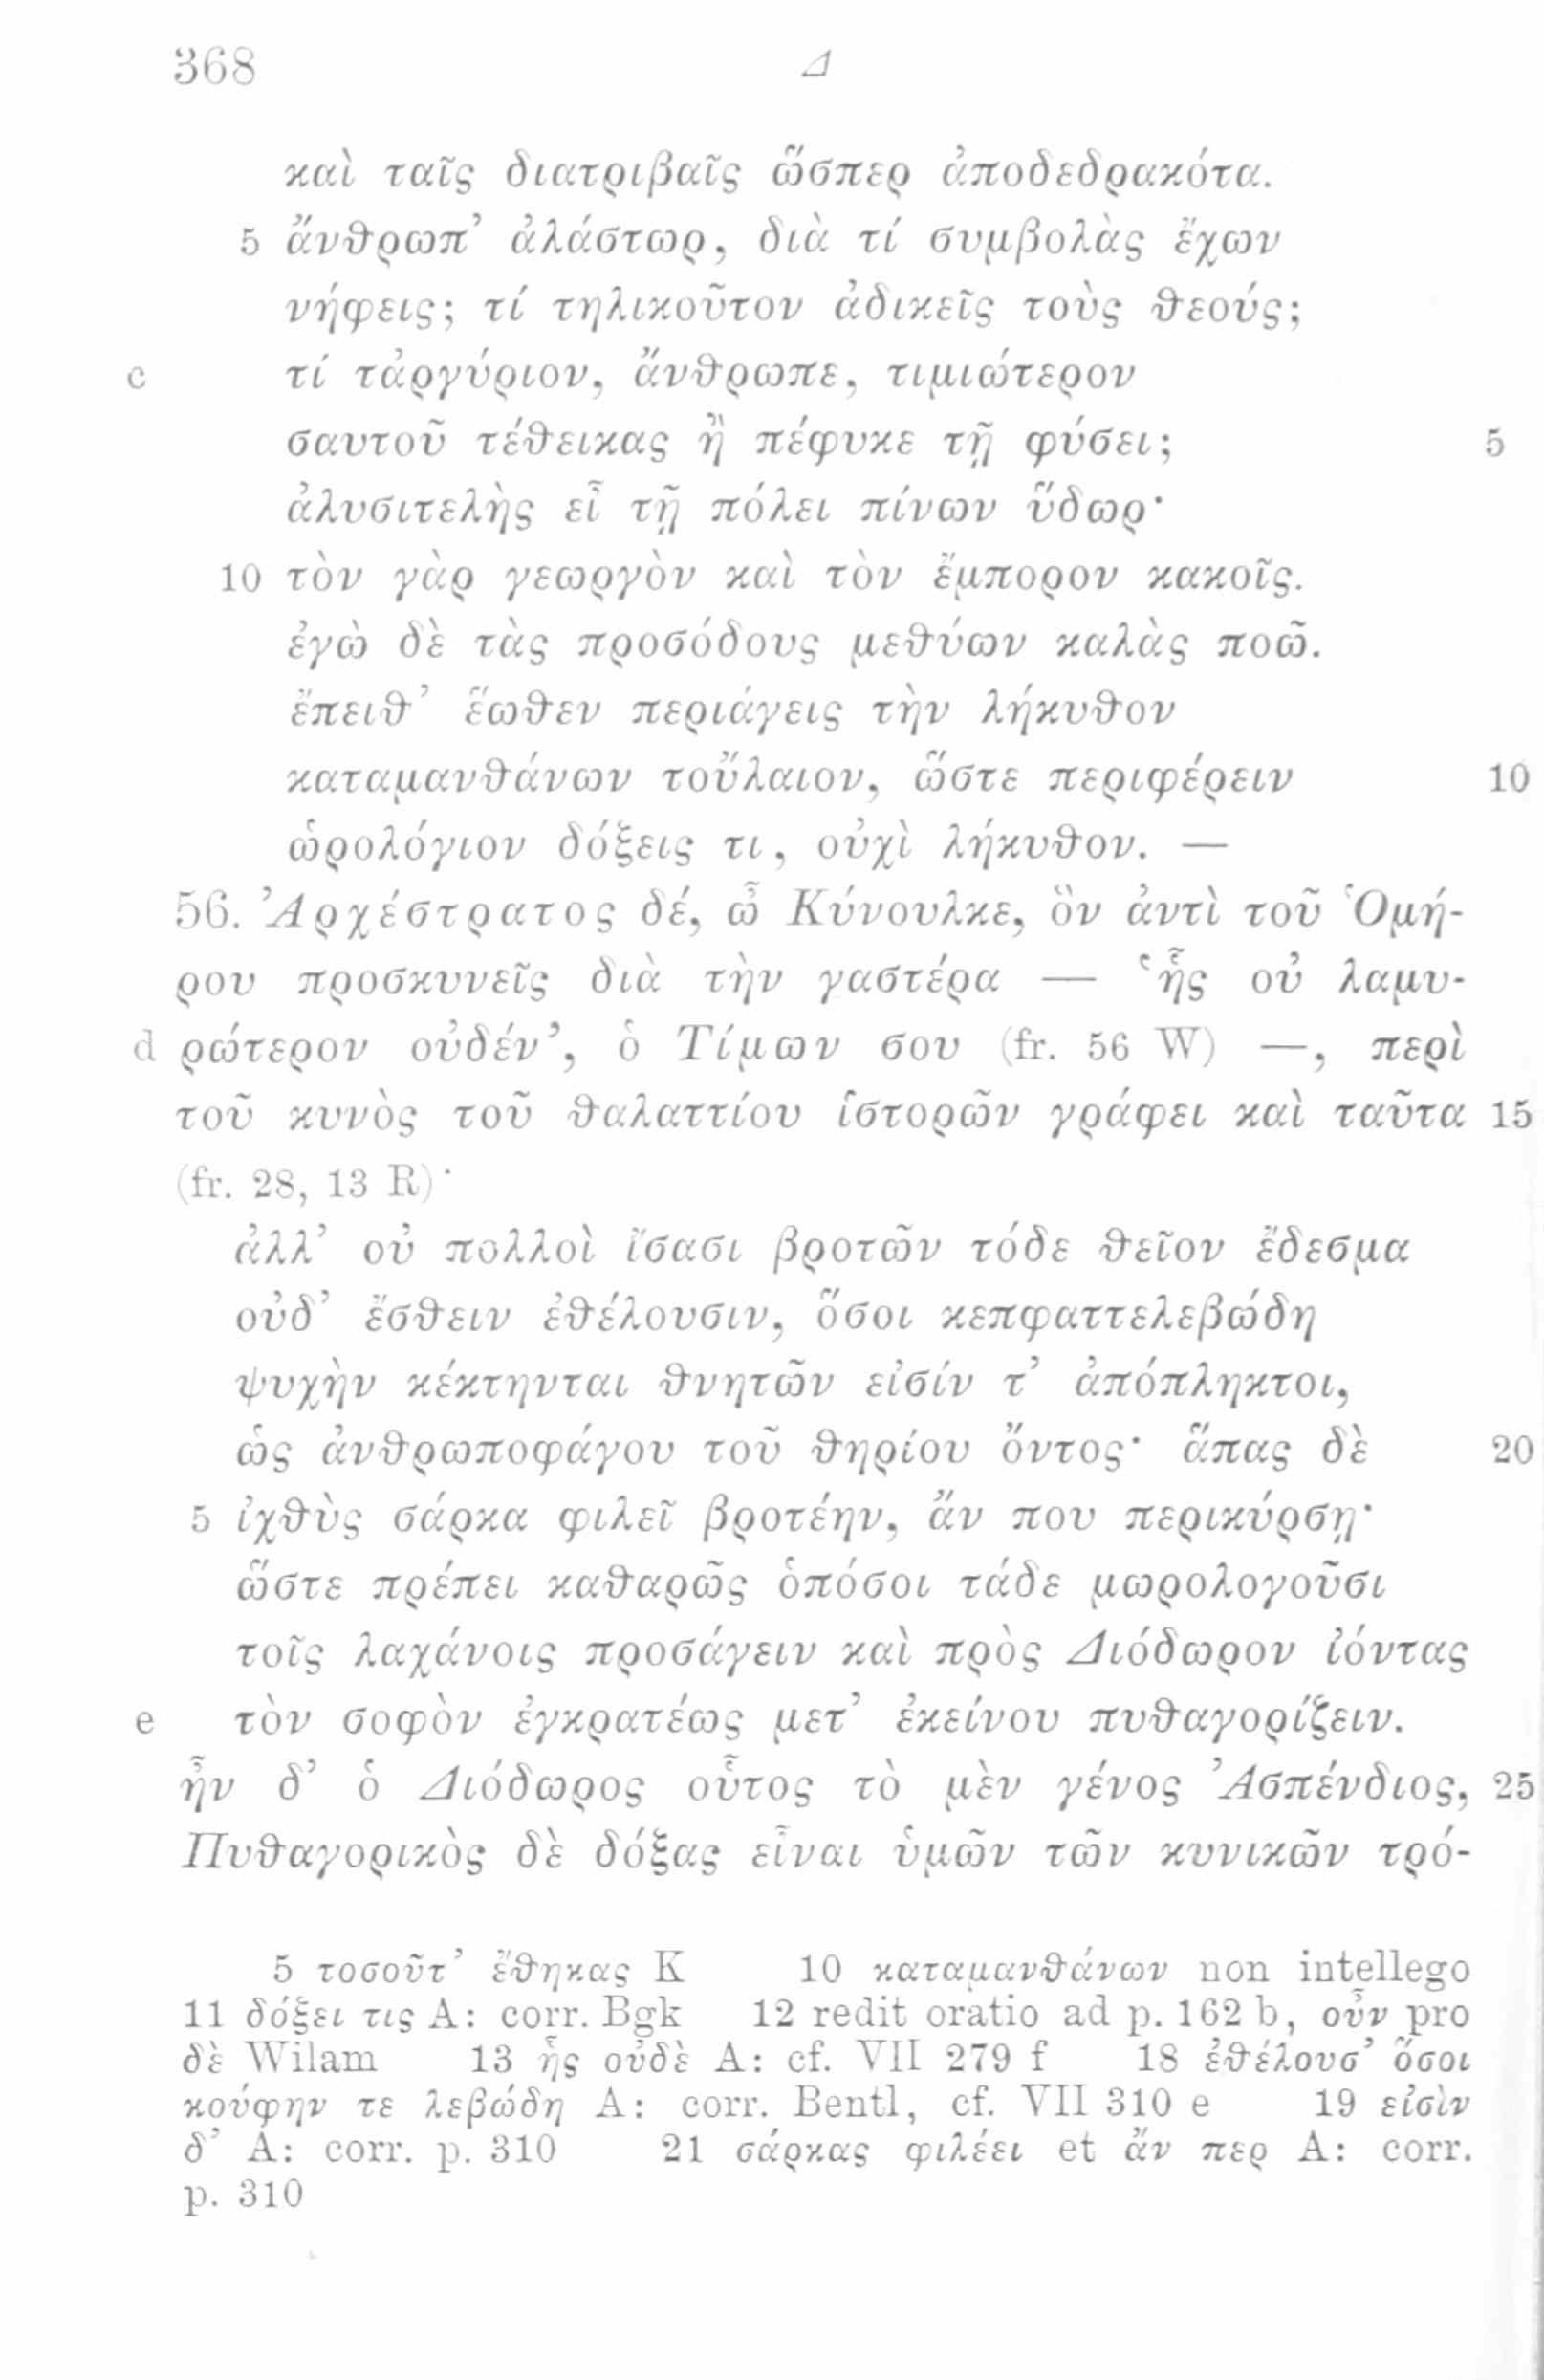 368 Δ
καὶ ταῖς διατριβαῖς ὥσπερ ἀποδεδρακότα.
5 ἄνθρωπ’ ἀλάστωρ, διὰ τί συμβολὰς ἔχων
νήφεις; τί τηλικοῦτον ἀδικεῖς τοὺς θεούς;
c τί τἀργύριον, ἄνθρωπε, τιμιώτερον
σαυτοῦ τέθεικας ἢ πέφυκε τῇ φύσει; 5
ἀλυσιτελὴς εἶ τῇ πόλει πίνων ὕδωρ·
10 τὸν γὰρ γεωργὸν καὶ τὸν ἔμπορον κακοῖς.
ἐγὼ δὲ τὰς προσόδους μεθύων καλὰς ποῶ.
ἔπειθ’ ἕωθεν περιάγεις τὴν λήκυθον
καταμανθάνων τοὔλαιον, ὥστε περιφέρειν 10
ὡρολόγιον δόξεις τι, οὐχὶ λήκυθον. —
56. Ἀρχέστρατος δέ, ὦ Κύνουλκε, ὃν ἀντὶ τοῦ Ὁμή-
ρου προσκυνεῖς διὰ τὴν γαστέρα — ‘ἧς οὐ λαμυ-
d ρώτερον οὐδέν’, ὁ Τίμων σου (fr. 56 W) —, περὶ
τοῦ κυνὸς τοῦ θαλαττίου ἱστορῶν γράφει καὶ ταῦτα 15
(fr. 28, 13 R)·
ἀλλ’ οὐ πολλοὶ ἴσασι βροτῶν τόδε θεῖον ἔδεσμα
οὐδ’ ἔσθειν ἐθέλουσιν, ὅσοι κεπφαττελεβώδη
ψυχὴν κέκτηνται θνητῶν εἰσίν τ’ ἀπόπληκτοι,
ὡς ἀνθρωποφάγου τοῦ θηρίου ὄντος· ἅπας δὲ 20
5 ἰχθὺς σάρκα φιλεῖ βροτέην, ἄν που περικύρσῃ·
ὥστε πρέπει καθαρῶς ὁπόσοι τάδε μωρολογοῦσι
τοῖς λαχάνοις προσάγειν καὶ πρὸς Διόδωρον ἰόντας
e τὸν σοφὸν ἐγκρατέως μετ’ ἐκείνου πυθαγορίζειν.
ἦν δ’ ὁ Διόδωρος οὗτος τὸ μὲν γένος Ἀσπένδιος, 25
Πυθαγορικὸς δὲ δόξας εἶναι ὑμῶν τῶν κυνικῶν τρό-
5 τοσοῦτ’ ἔθηκας K 10 καταμανθάνων non intellego
11 δόξει τις A: corr. Bgk 12 redit oratio ad p. 162 b, οὖν pro
δὲ Wilam 13 ἧς οὐδὲ A: cf. VII 279 f 18 ἐθέλουσ’ ὅσοι
κούφην τε λεβώδη A: corr. Bentl, cf. VII 310 e 19 εἰσὶν
δ’ A: corr. p. 310 21 σάρκας φιλέει et ἄν περ A: corr.
p. 310